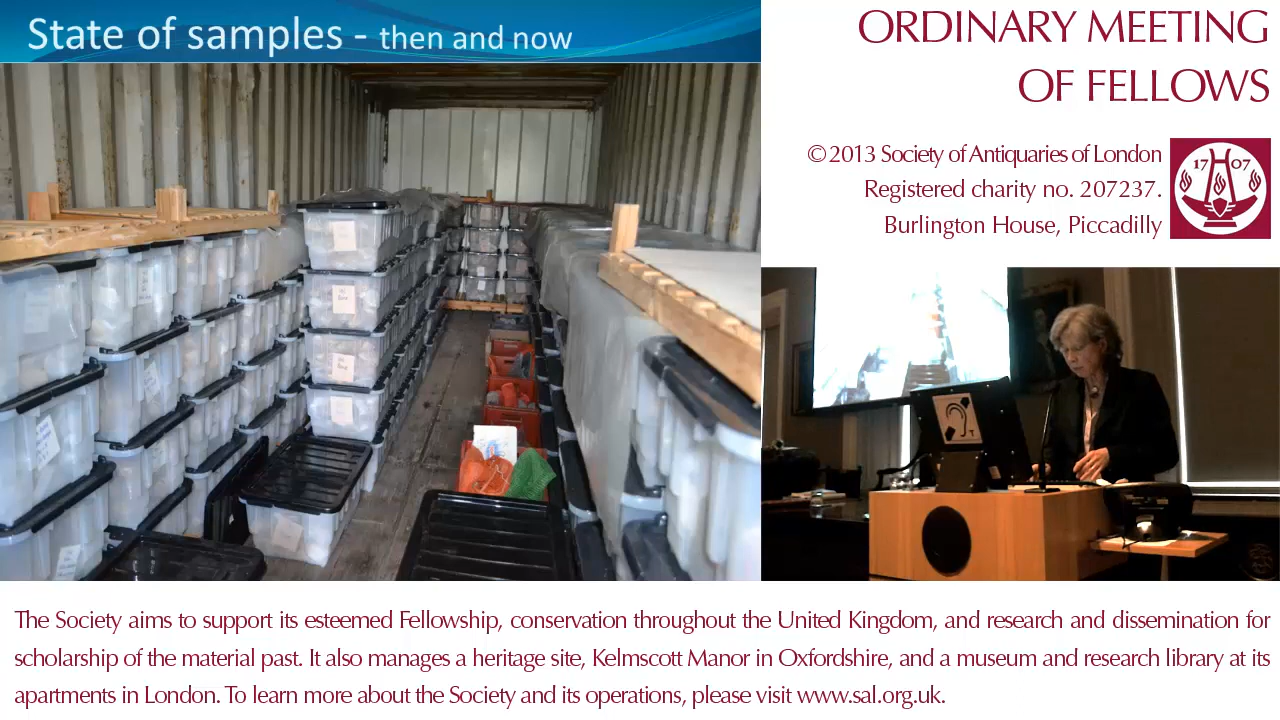 State of samples - then and now
ORDINARY MEETING
OF FELLOWS
© 2013 Society of Antiquaries of London
Registered charity no. 207237.
Burlington House, Piccadilly
17 07
T
The Society aims to support its esteemed Fellowship, conservation throughout the United Kingdom, and research and dissemination for
scholarship of the material past. It also manages a heritage site, Kelmscott Manor in Oxfordshire, and a museum and research library at its
apartments in London. To learn more about the Society and its operations, please visit www.sal.org.uk.